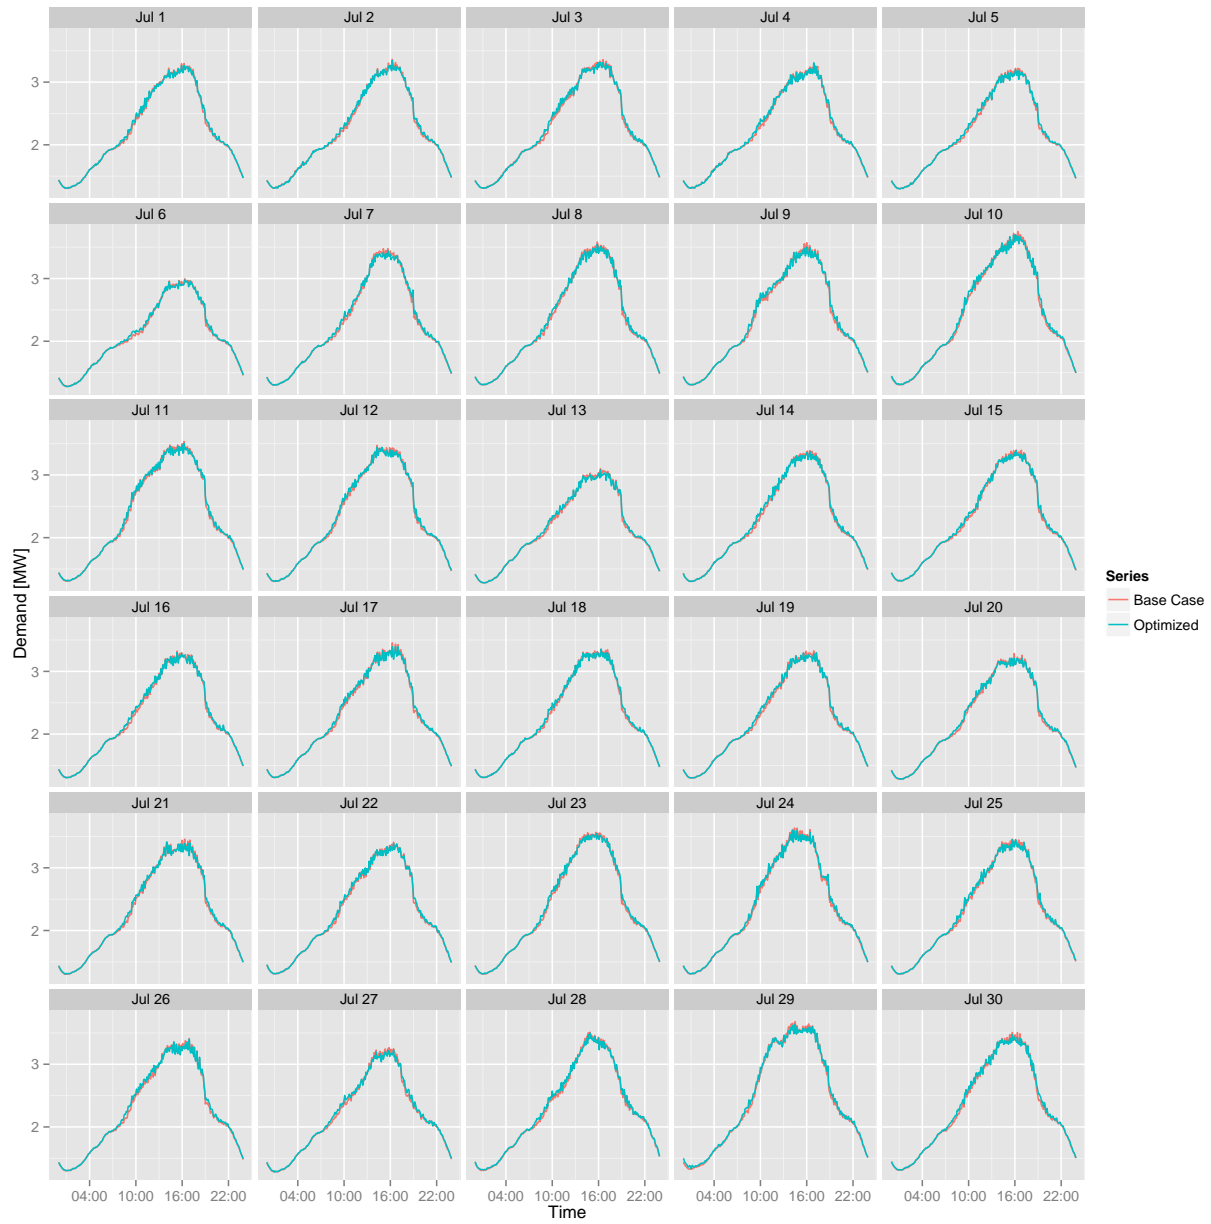 Jul 1 Jul 2 Jul 3 Jul 4 Jul 5
3
2
Jul 6 Jul 7 Jul 8 Jul 9 Jul 10
3
2
Jul 11 Jul 12 Jul 13 Jul 14 Jul 15
3
2
Jul 16 Jul 17 Jul 18 Jul 19 Jul 20
3
2
Jul 21 Jul 22 Jul 23 Jul 24 Jul 25
3
2
Jul 26 Jul 27 Jul 28 Jul 29 Jul 30
3
2
04:00 10:00 16:00 22:00 04:00 10:00 16:00 22:00 04:00 10:00 16:00 22:00 04:00 10:00 16:00 22:00 04:00 10:00 16:00 22:00
Time
Demand [MW]
Series
Base Case
Optimized